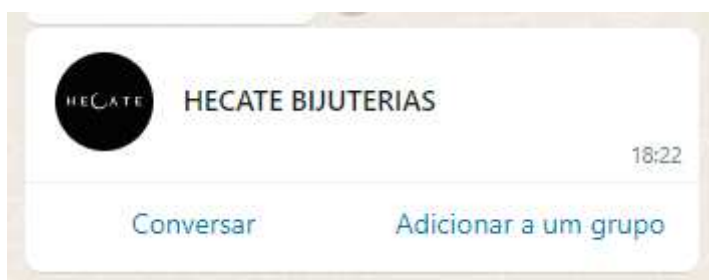 HECATE
HECATE BIJUTERIAS
18:22
Conversar
Adicionar a um grupo